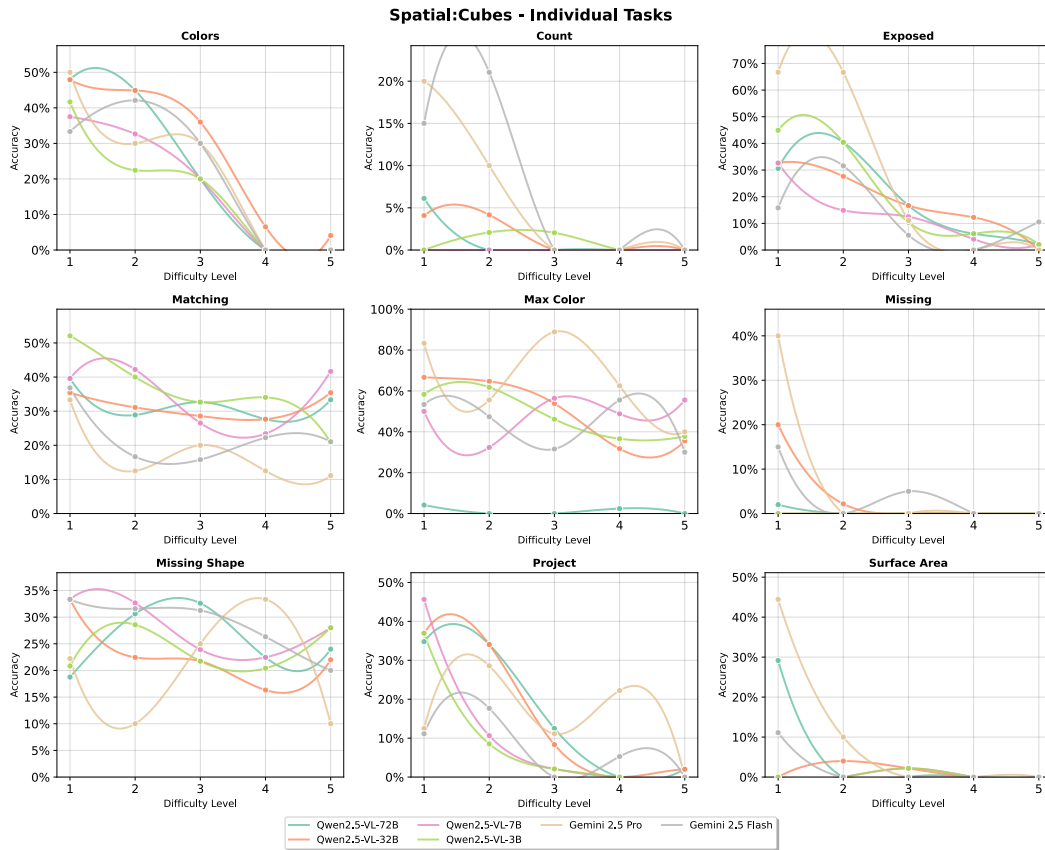 Spatial:Cubes - Individual Tasks
Colors
Accuracy
50%
40%
30%
20%
10%
0%
1 2 3 4 5
Difficulty Level
Count
Accuracy
20%
15%
10%
5%
0%
1 2 3 4 5
Difficulty Level
Exposed
Accuracy
70%
60%
50%
40%
30%
20%
10%
0%
1 2 3 4 5
Difficulty Level
Matching
Accuracy
50%
40%
30%
20%
10%
0%
1 2 3 4 5
Difficulty Level
Max Color
Accuracy
100%
80%
60%
40%
20%
0%
1 2 3 4 5
Difficulty Level
Missing
Accuracy
40%
30%
20%
10%
0%
1 2 3 4 5
Difficulty Level
Missing Shape
Accuracy
35%
30%
25%
20%
15%
10%
5%
0%
1 2 3 4 5
Difficulty Level
Project
Accuracy
50%
40%
30%
20%
10%
0%
1 2 3 4 5
Difficulty Level
Surface Area
Accuracy
50%
40%
30%
20%
10%
0%
1 2 3 4 5
Difficulty Level
Qwen2.5-VL-72B Qwen2.5-VL-7B Gemini 2.5 Pro Gemini 2.5 Flash
Qwen2.5-VL-32B Qwen2.5-VL-3B